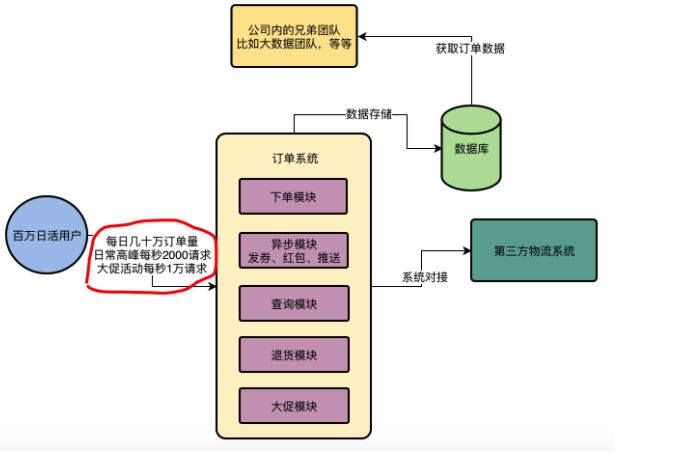 公司内的兄弟团队
比如大数据团队，等等
获取订单数据
数据存储
数据库
订单系统
下单模块
百万日活用户
每日几十万订单量
日常高峰每秒2000请求
大促活动每秒1万请求
异步模块
发券、红包、推送
第三方物流系统
系统对接
查询模块
退货模块
大促模块